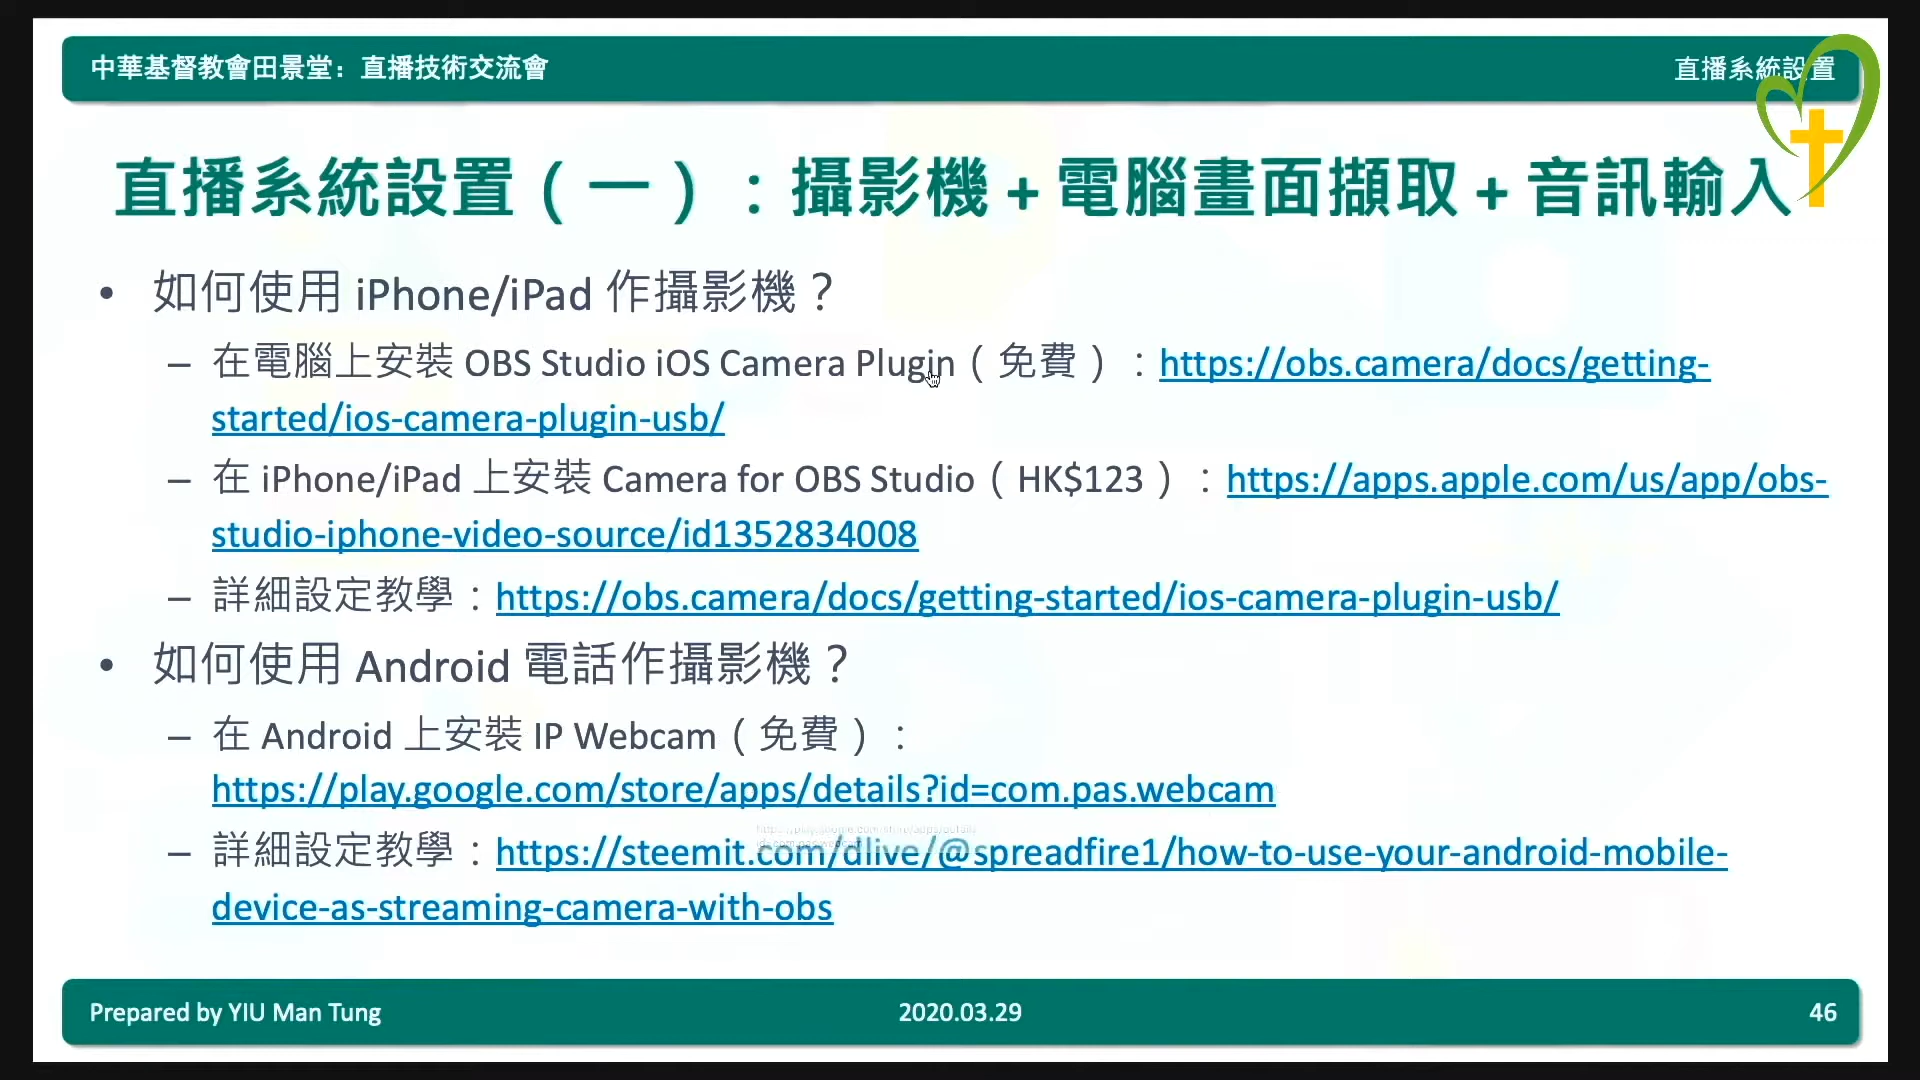 中華基督教會田景堂：直播技術交流會
直播系統設置
直播系統設置（一）：攝影機 + 電腦畫面擷取 + 音訊輸入
• 如何使用 iPhone/iPad 作攝影機？
– 在電腦上安裝 OBS Studio iOS Camera Plugin（免費）：https://obs.camera/docs/getting-
started/ios-camera-plugin-usb/
– 在 iPhone/iPad 上安裝 Camera for OBS Studio（HK$123）：https://apps.apple.com/us/app/obs-
studio-iphone-video-source/id1352834008
– 詳細設定教學：https://obs.camera/docs/getting-started/ios-camera-plugin-usb/
• 如何使用 Android 電話作攝影機？
– 在 Android 上安裝 IP Webcam（免費）：
https://play.google.com/store/apps/details?id=com.pas.webcam
– 詳細設定教學：https://steemit.com/dlive/@spreadfire1/how-to-use-your-android-mobile-
device-as-streaming-camera-with-obs
Prepared by YIU Man Tung
2020.03.29
46